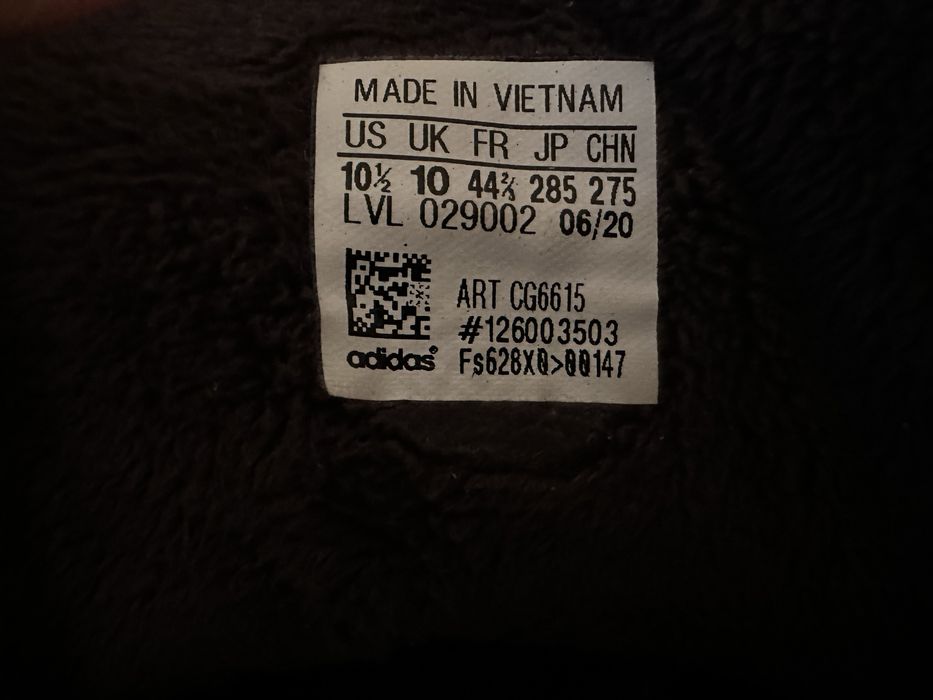 MADE IN VIETNAM
US UK FR JP CHN
10½ 10 44⅔ 285 275
LVL 029002 06/20
ART CG6615
#126003503
adidas® Fs628X0>00147